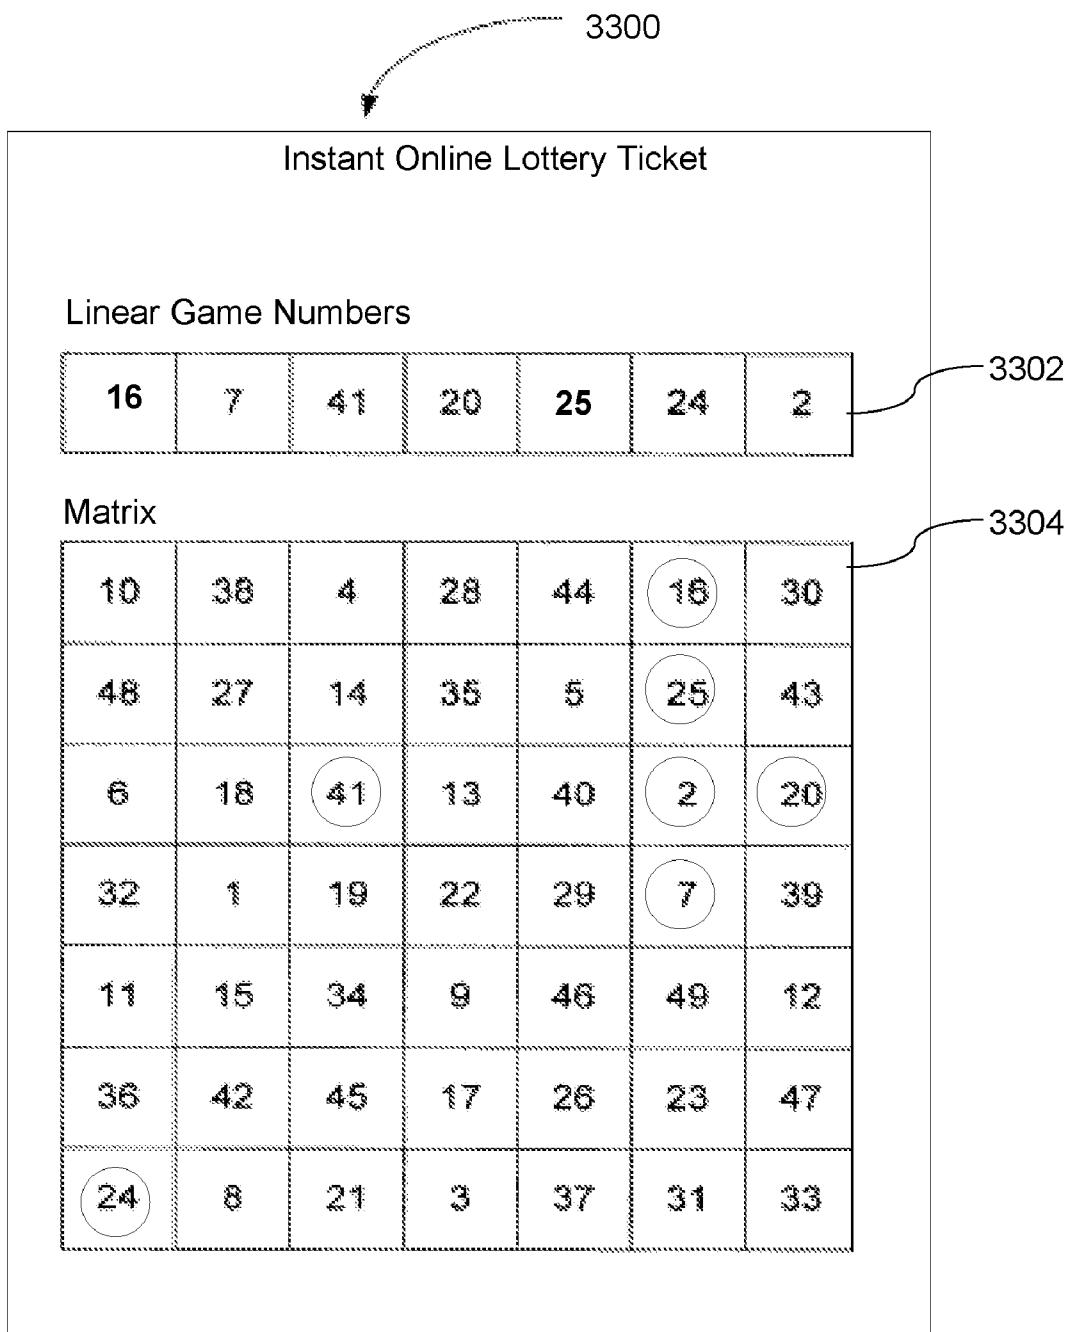 3300
Instant Online Lottery Ticket
Linear Game Numbers
16 7 41 20 25 24 2
3302
Matrix
3304
10 38 4 28 44 16 30
48 27 14 35 5 25 43
6 18 41 13 40 2 20
32 1 19 22 29 7 39
11 15 34 9 46 49 12
36 42 45 17 26 23 47
24 8 21 3 37 31 33